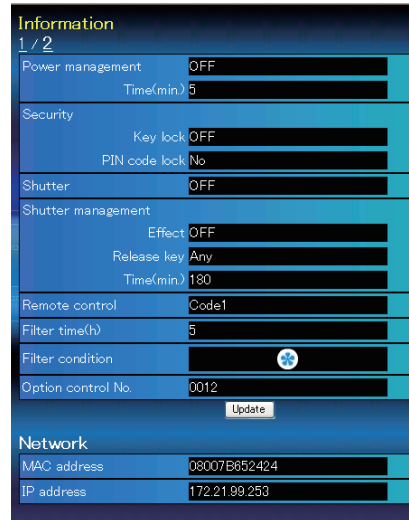 Information
1 / 2
Power management OFF
Time(min.) 5
Security
Key lock OFF
PIN code lock No
Shutter OFF
Shutter management
Effect OFF
Release key Any
Time(min.) 180
Remote control Code1
Filter time(h) 5
Filter condition
Option control No. 0012
Update
Network
MAC address 08007B652424
IP address 172.21.99.253